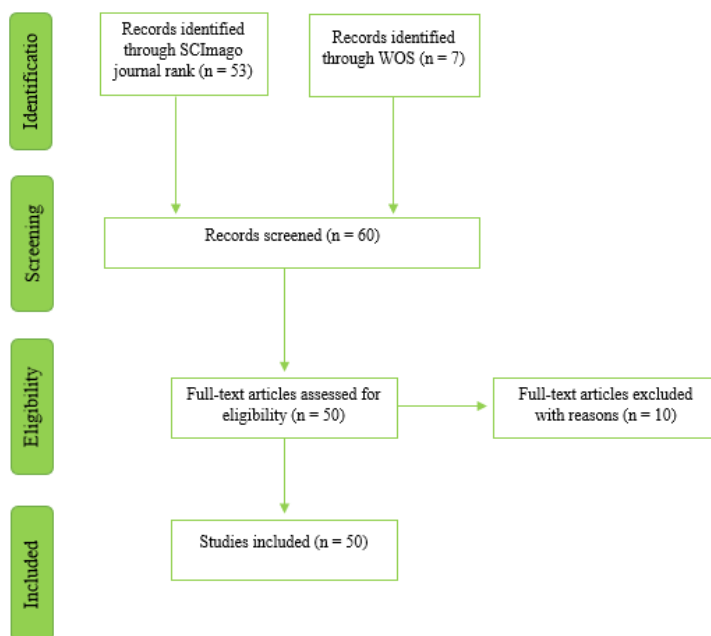 Identificatio
Records identified
through SCImago
journal rank (n = 53)
Records identified
through WOS (n = 7)
Screening
Records screened (n = 60)
Eligibility
Full-text articles assessed for
eligibility (n = 50)
Full-text articles excluded
with reasons (n = 10)
Included
Studies included (n = 50)